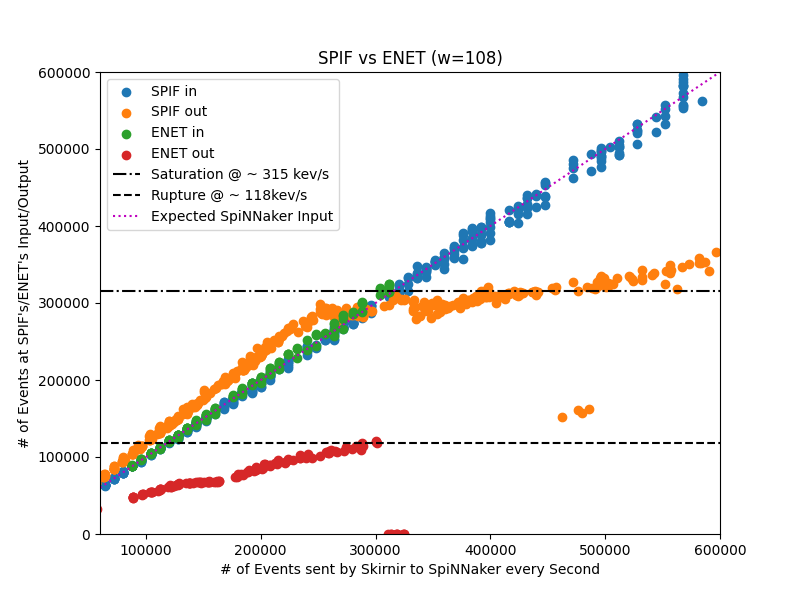 SPIF vs ENET (w=108)
SPIF in
SPIF out
ENET in
ENET out
Saturation @ ~ 315 kev/s
Rupture @ ~ 118kev/s
Expected SpiNNaker Input
# of Events at SPIF's/ENET's Input/Output
600000
500000
400000
300000
200000
100000
0
100000 200000 300000 400000 500000 600000
# of Events sent by Skirnir to SpiNNaker every Second